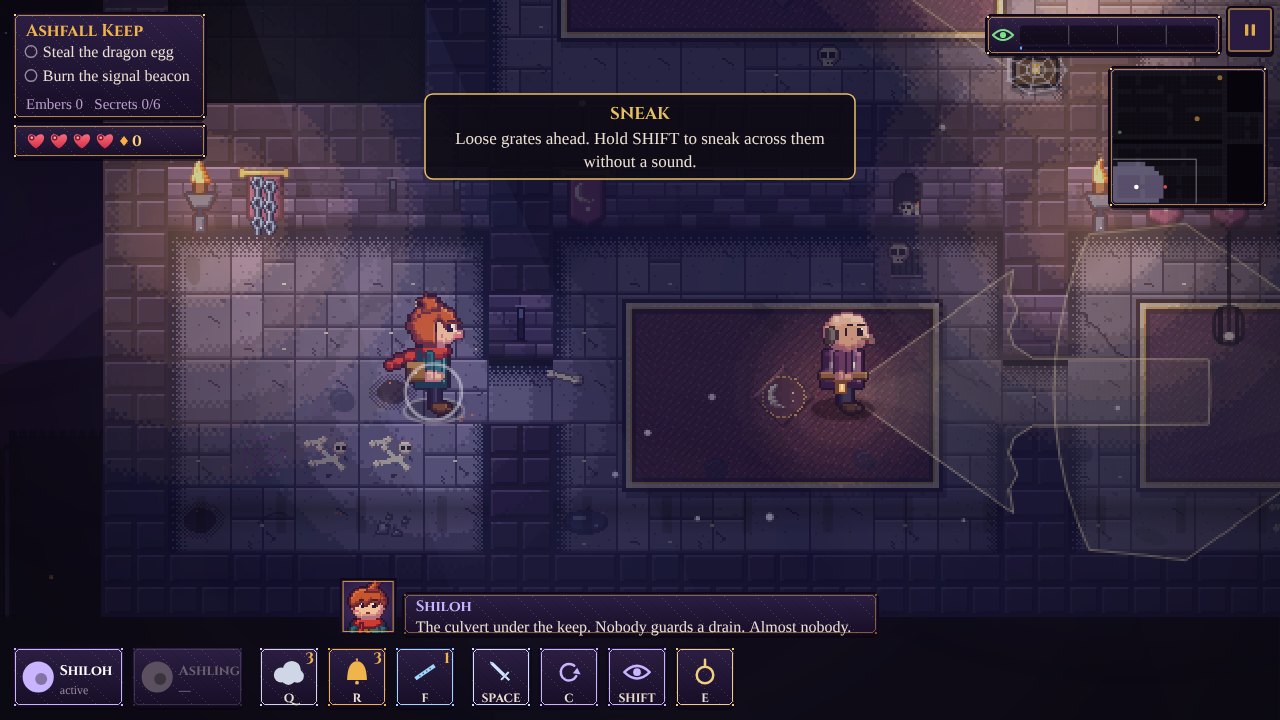 ASHFALL KEEP
Steal the dragon egg
Burn the signal beacon
Embers 0 Secrets 0/6
0
SNEAK
Loose grates ahead. Hold SHIFT to sneak across them
without a sound.
SHILOH
The culvert under the keep. Nobody guards a drain. Almost nobody.
SHILOH
active
ASHLING
—
3
Q
3
R
1
F
SPACE
C
SHIFT
E